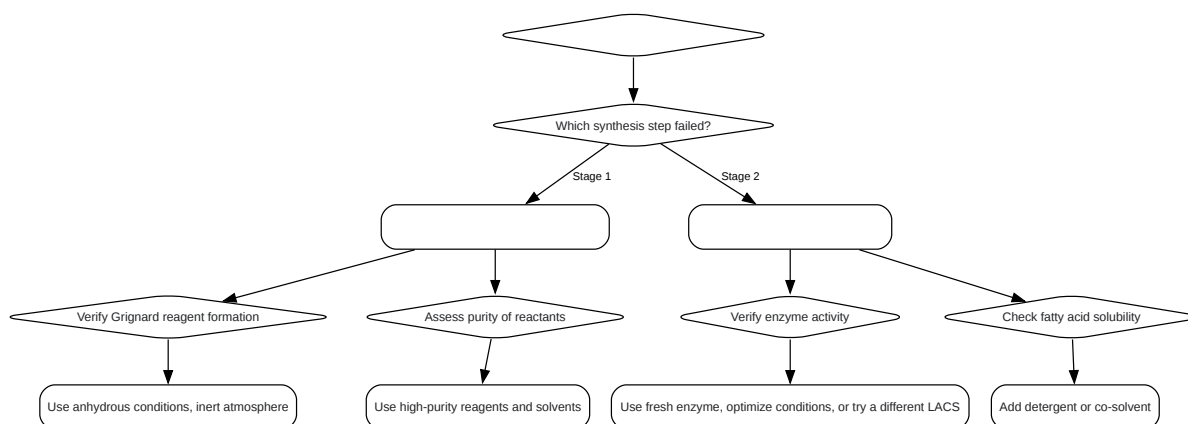 Which synthesis step failed?
Stage 1
Stage 2
Verify Grignard reagent formation
Assess purity of reactants
Verify enzyme activity
Check fatty acid solubility
Use anhydrous conditions, inert atmosphere
Use high-purity reagents and solvents
Use fresh enzyme, optimize conditions, or try a different LACS
Add detergent or co-solvent